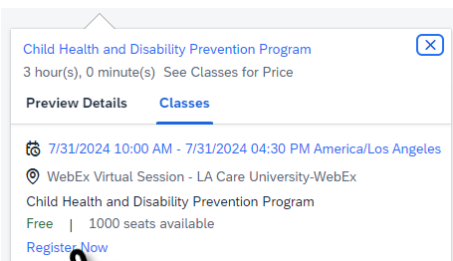 Child Health and Disability Prevention Program
3 hour(s), 0 minute(s) See Classes for Price
Preview Details Classes
7/31/2024 10:00 AM - 7/31/2024 04:30 PM America/Los Angeles
WebEx Virtual Session - LA Care University-WebEx
Child Health and Disability Prevention Program
Free | 1000 seats available
Register Now